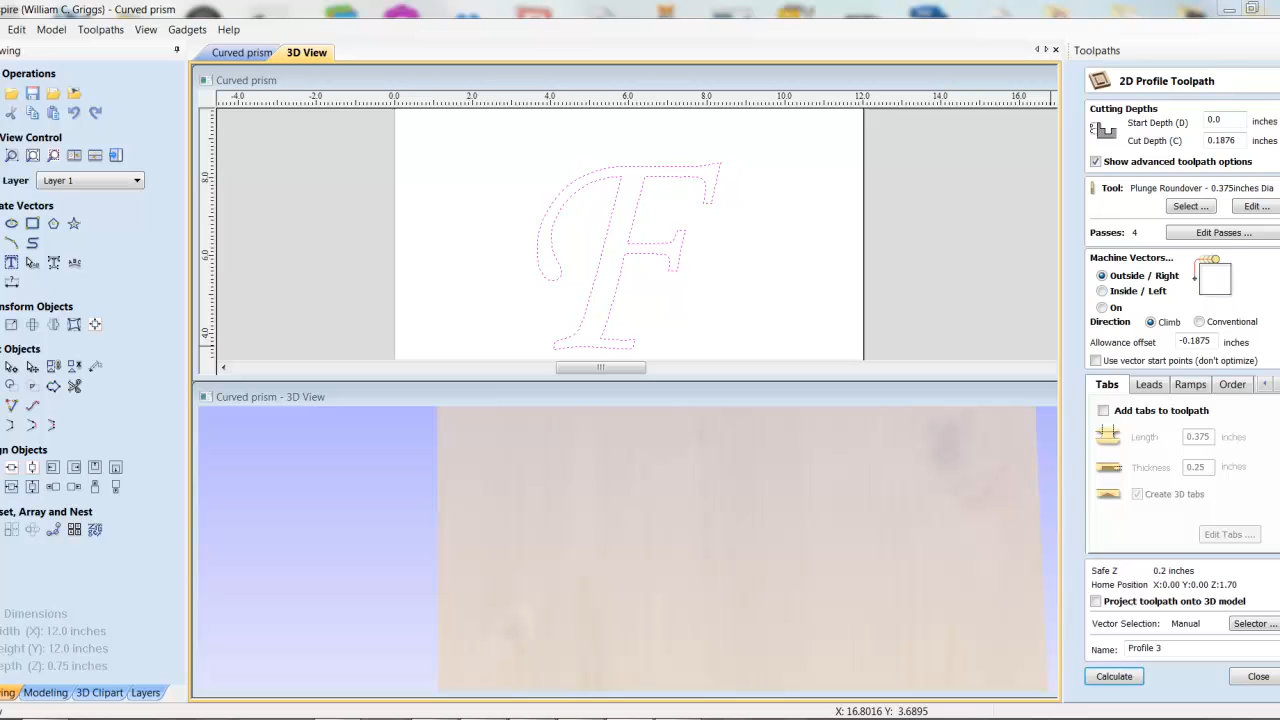 spire (William C. Griggs) - Curved prism
Edit Model Toolpaths View Gadgets Help
wing
Curved prism 3D View
Toolpaths
Operations
View Control
Layer Layer 1
ate Vectors
nsform Objects
t Objects
gn Objects
set, Array and Nest
Dimensions
idth (X): 12.0 inches
eight (Y): 12.0 inches
epth (Z): 0.75 inches
ing Modeling 3D Clipart Layers
Curved prism
-4.0 -2.0 0.0 2.0 4.0 6.0 8.0 10.0 12.0 14.0 16.0
8.0
6.0
4.0
F
Curved prism - 3D View
2D Profile Toolpath
Cutting Depths
Start Depth (D) 0.0 inches
Cut Depth (C) 0.1876 inches
Show advanced toolpath options
Tool: Plunge Roundover - 0.375inches Dia
Select ... Edit ...
Passes: 4 Edit Passes ...
Machine Vectors...
Outside / Right
Inside / Left
On
Direction Climb Conventional
Allowance offset -0.1875 inches
Use vector start points (don't optimize)
Tabs Leads Ramps Order
Add tabs to toolpath
Length 0.375 inches
Thickness 0.25 inches
Create 3D tabs
Edit Tabs ....
Safe Z 0.2 inches
Home Position X:0.00 Y:0.00 Z:1.70
Project toolpath onto 3D model
Vector Selection: Manual Selector ...
Name: Profile 3
Calculate Close
X: 16.8016 Y: 3.6895